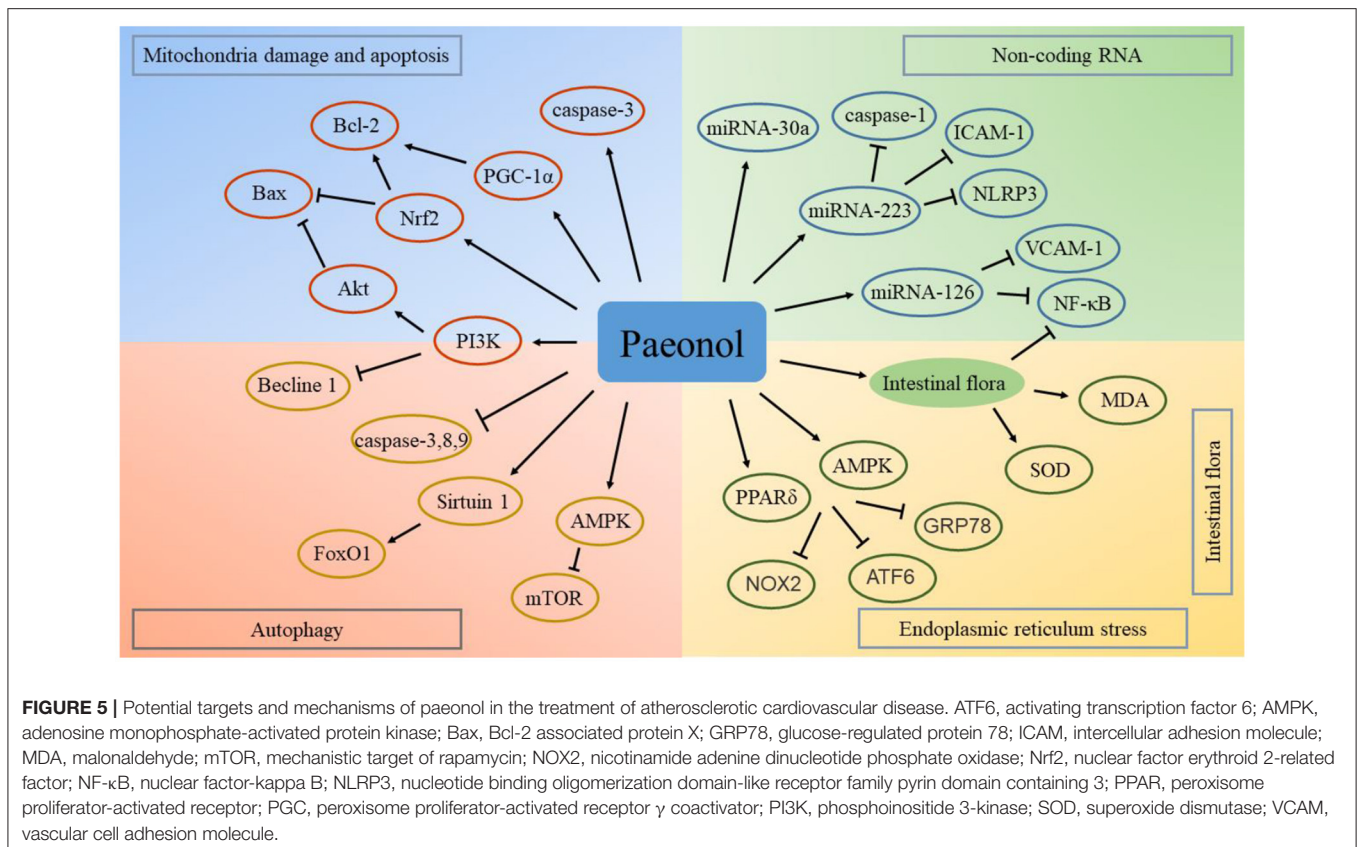 Mitochondria damage and apoptosis
Non-coding RNA
caspase-3
Bcl-2
PGC-1α
Bax
Nrf2
Akt
PI3K
miRNA-30a
caspase-1
ICAM-1
miRNA-223
NLRP3
VCAM-1
miRNA-126
NF-κB
Paeonol
Becline 1
caspase-3,8,9
Sirtuin 1
AMPK
FoxO1
mTOR
Autophagy
Intestinal flora
MDA
SOD
AMPK
PPARδ
GRP78
NOX2
ATF6
Intestinal flora
Endoplasmic reticulum stress
FIGURE 5 | Potential targets and mechanisms of paeonol in the treatment of atherosclerotic cardiovascular disease. ATF6, activating transcription factor 6; AMPK,
adenosine monophosphate-activated protein kinase; Bax, Bcl-2 associated protein X; GRP78, glucose-regulated protein 78; ICAM, intercellular adhesion molecule;
MDA, malonaldehyde; mTOR, mechanistic target of rapamycin; NOX2, nicotinamide adenine dinucleotide phosphate oxidase; Nrf2, nuclear factor erythroid 2-related
factor; NF-κB, nuclear factor-kappa B; NLRP3, nucleotide binding oligomerization domain-like receptor family pyrin domain containing 3; PPAR, peroxisome
proliferator-activated receptor; PGC, peroxisome proliferator-activated receptor γ coactivator; PI3K, phosphoinositide 3-kinase; SOD, superoxide dismutase; VCAM,
vascular cell adhesion molecule.